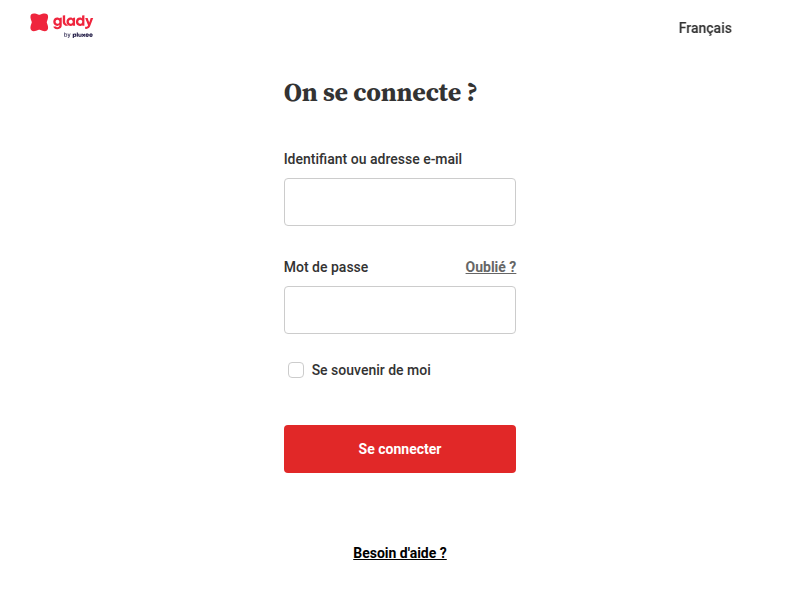 glady
by pluxee
Français
On se connecte ?
Identifiant ou adresse e-mail
Mot de passe
Oublié ?
Se souvenir de moi
Se connecter
Besoin d'aide ?